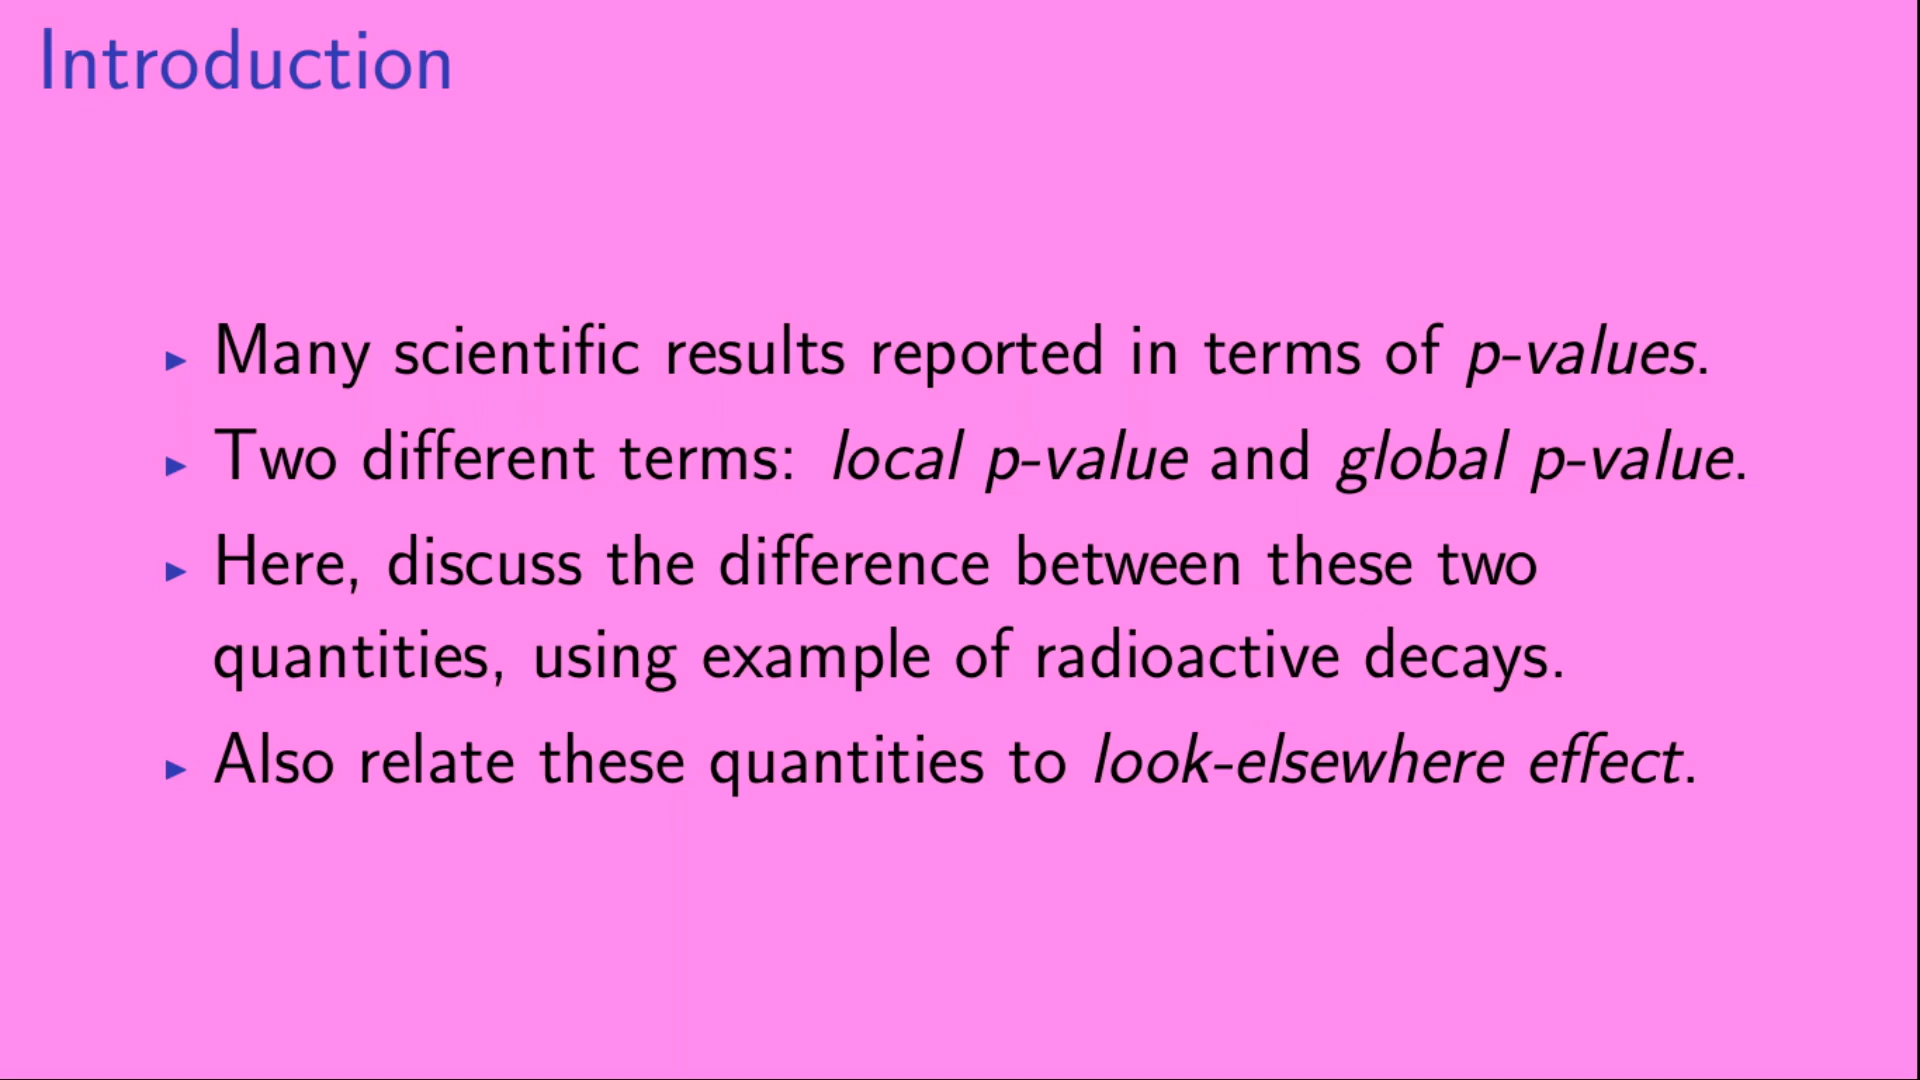 Introduction
Many scientific results reported in terms of p-values.
Two different terms: local p-value and global p-value.
Here, discuss the difference between these two
quantities, using example of radioactive decays.
Also relate these quantities to look-elsewhere effect.